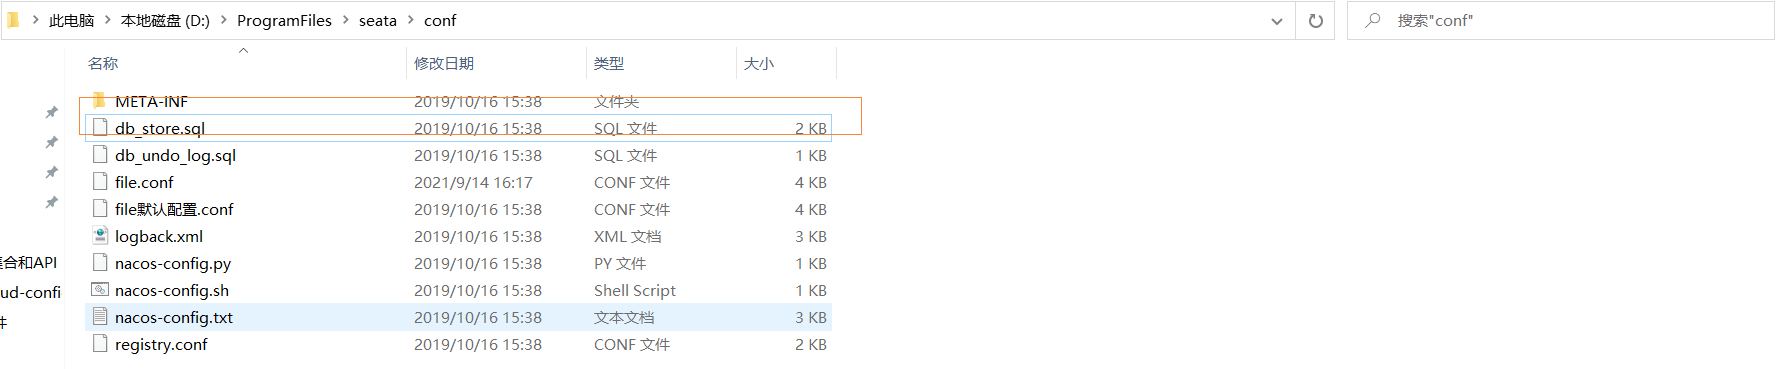 此电脑 > 本地磁盘 (D:) > ProgramFiles > seata > conf
搜索"conf"
名称 修改日期 类型 大小
META-INF 2019/10/16 15:38 文件夹
db_store.sql 2019/10/16 15:38 SQL 文件 2 KB
db_undo_log.sql 2019/10/16 15:38 SQL 文件 1 KB
file.conf 2021/9/14 16:17 CONF 文件 4 KB
file默认配置.conf 2019/10/16 15:38 CONF 文件 4 KB
logback.xml 2019/10/16 15:38 XML 文档 3 KB
nacos-config.py 2019/10/16 15:38 PY 文件 1 KB
nacos-config.sh 2019/10/16 15:38 Shell Script 1 KB
nacos-config.txt 2019/10/16 15:38 文本文档 3 KB
registry.conf 2019/10/16 15:38 CONF 文件 2 KB
合和API
ud-confi
件